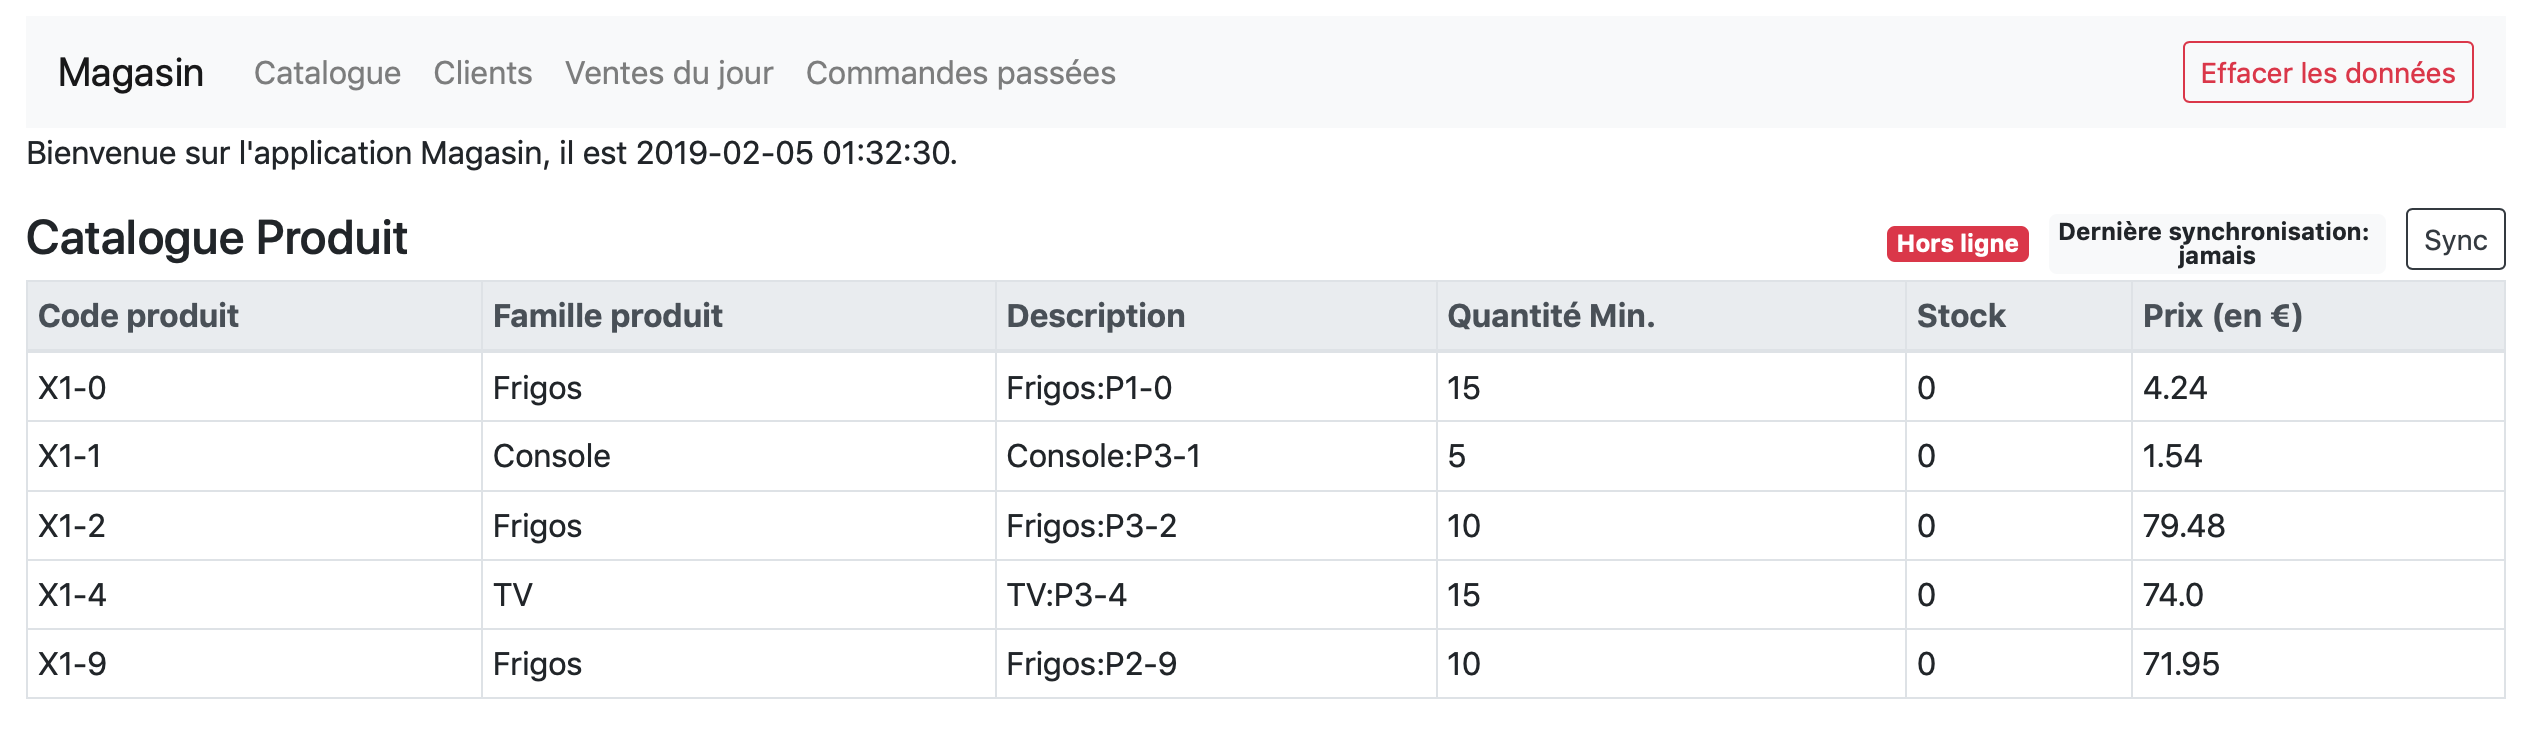 Magasin Catalogue Clients Ventes du jour Commandes passées Effacer les données
Bienvenue sur l'application Magasin, il est 2019-02-05 01:32:30.
Catalogue Produit Hors ligne Dernière synchronisation: Sync
jamais
Code produit Famille produit Description Quantité Min. Stock Prix (en €)
X1-0 Frigos Frigos:P1-0 15 0 4.24
X1-1 Console Console:P3-1 5 0 1.54
X1-2 Frigos Frigos:P3-2 10 0 79.48
X1-4 TV TV:P3-4 15 0 74.0
X1-9 Frigos Frigos:P2-9 10 0 71.95